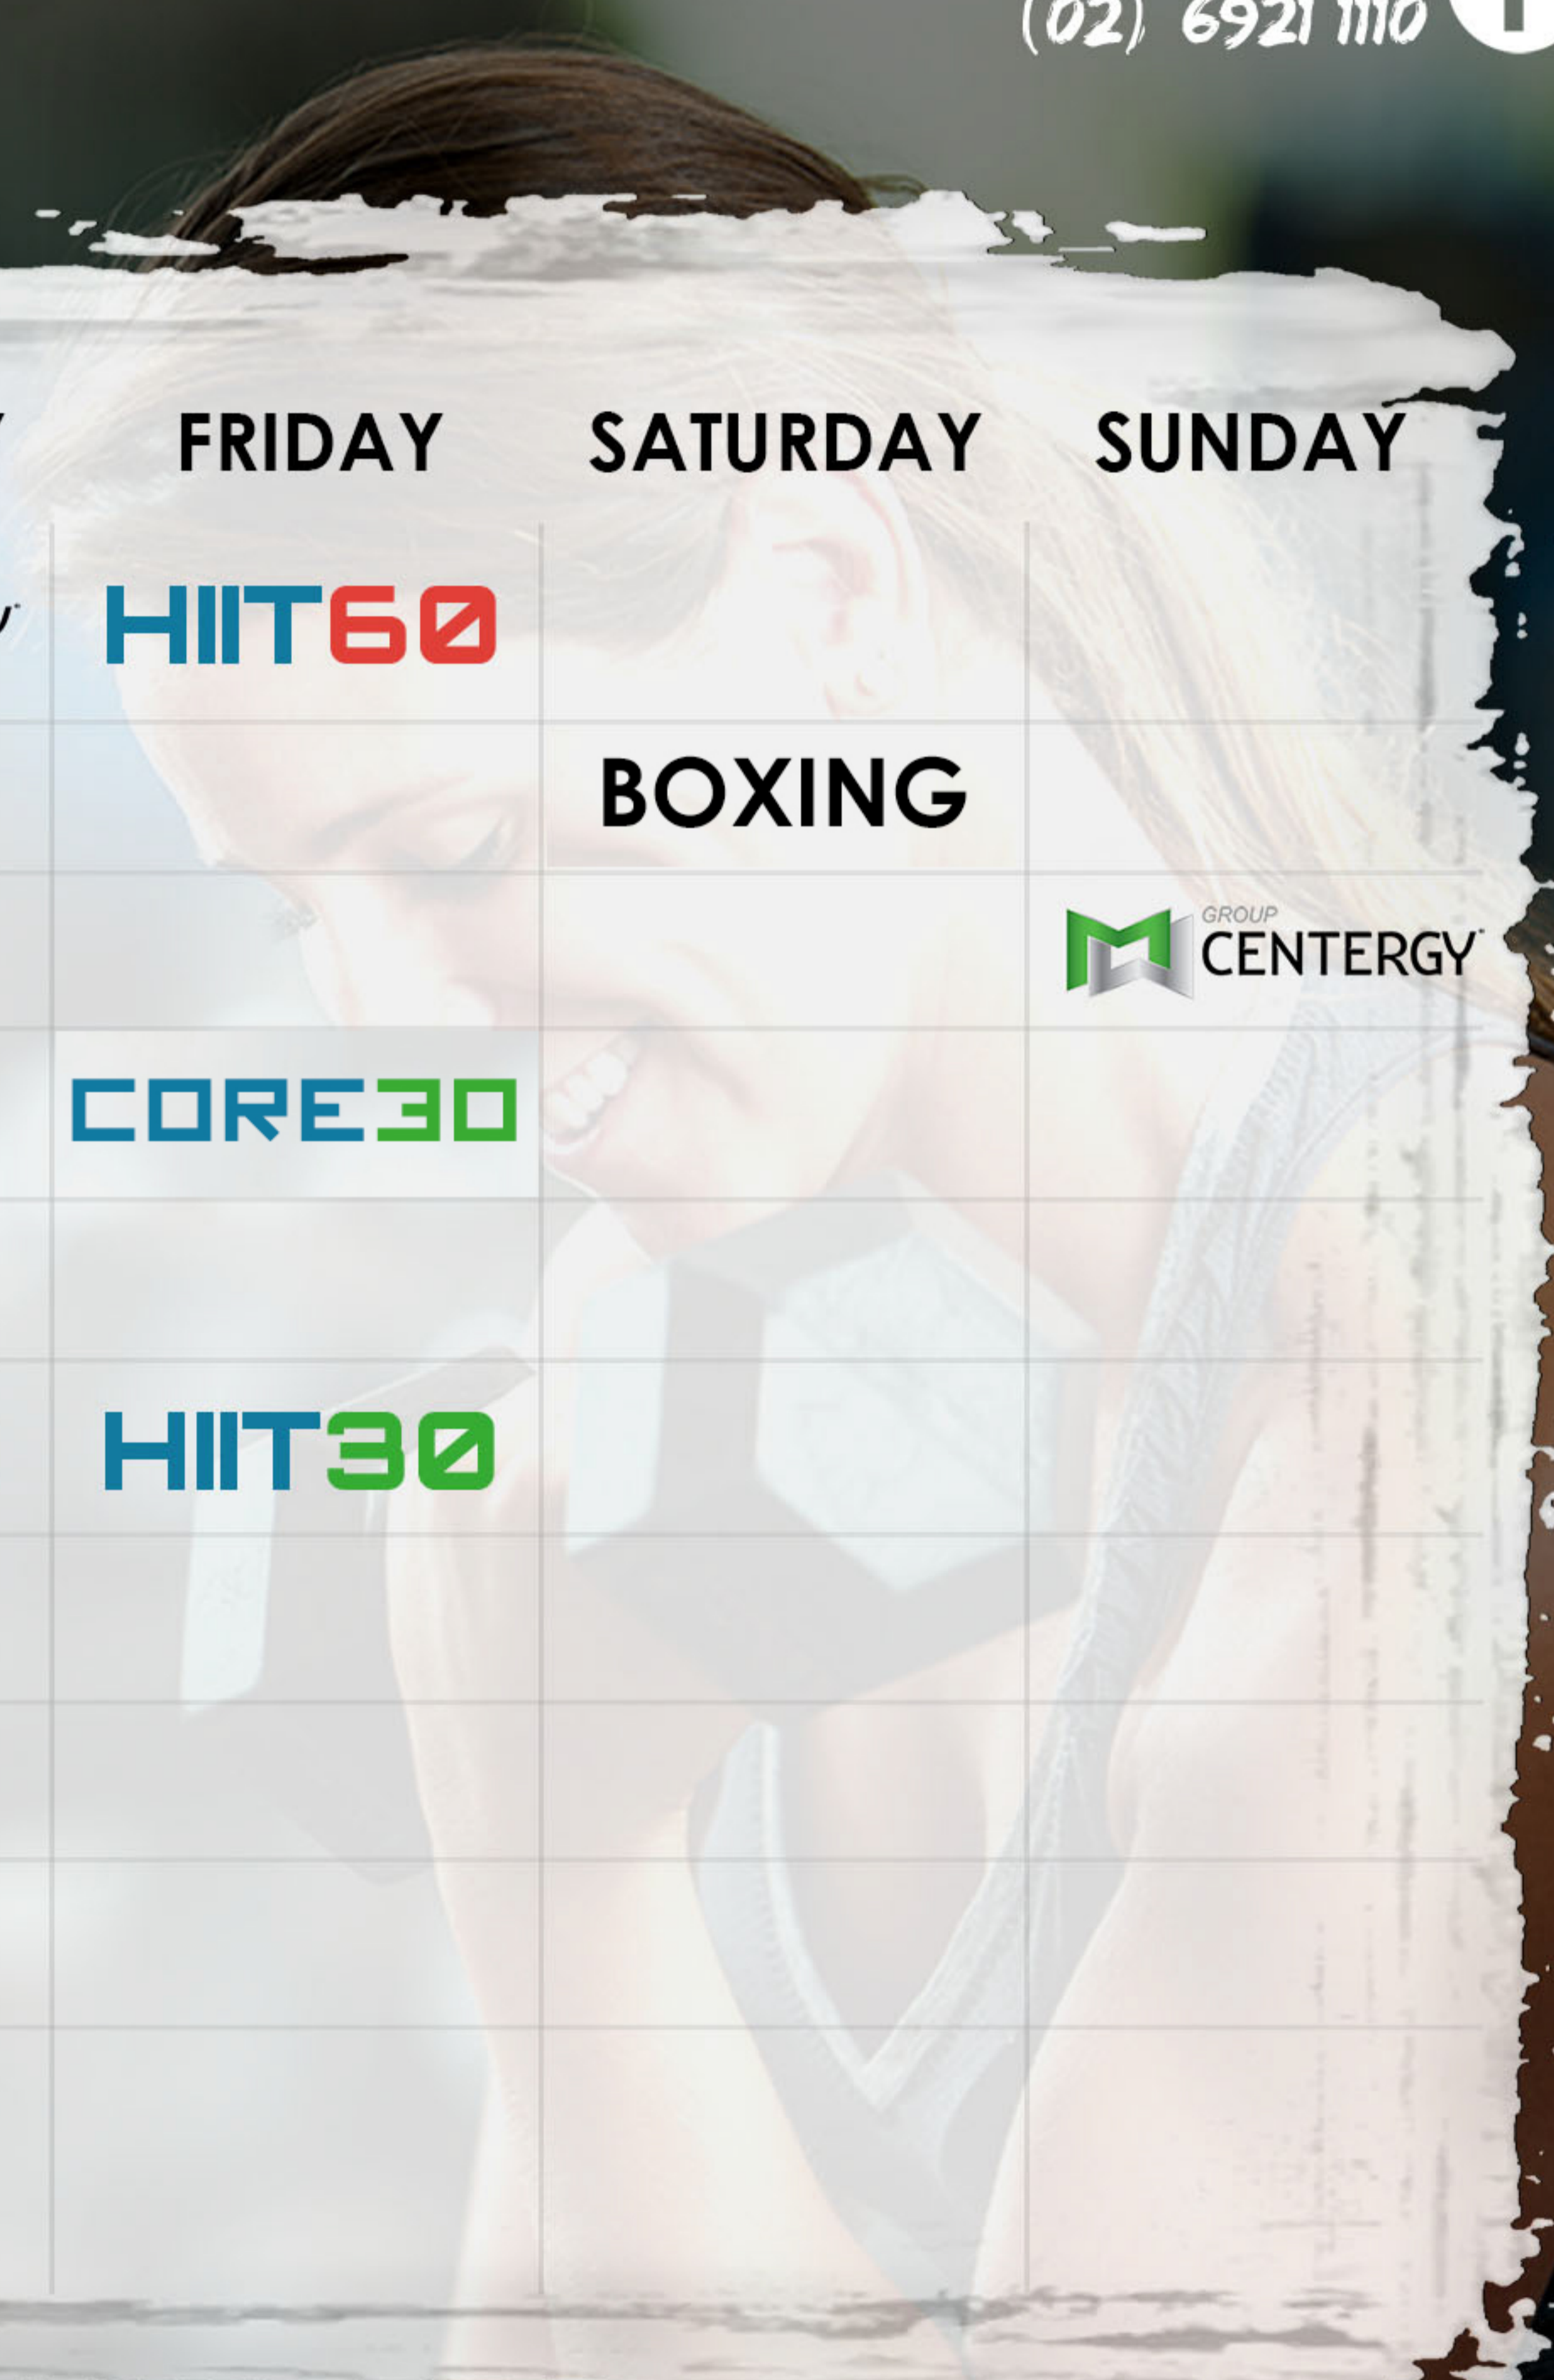 (02) 6921 1110
FRIDAY SATURDAY SUNDAY
HIIT60
BOXING
GROUP
CENTERGY
CORE30
HIIT30